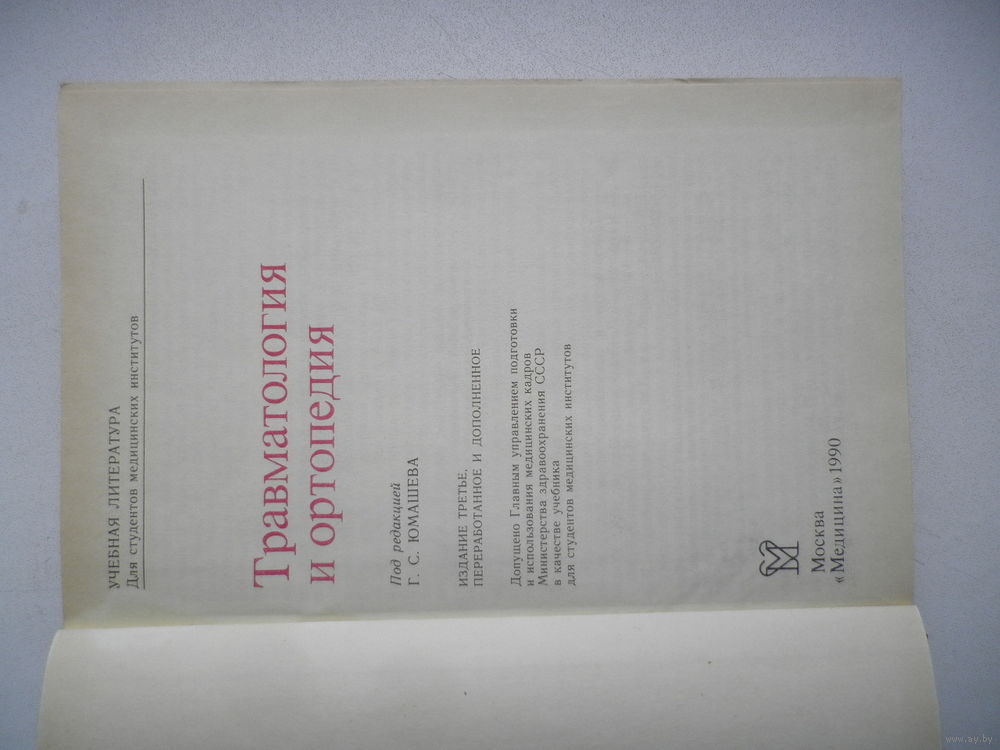 УЧЕБНАЯ ЛИТЕРАТУРА
Для студентов медицинских институтов
Травматология
и ортопедия
Под редакцией
Г. С. ЮМАШЕВА
ИЗДАНИЕ ТРЕТЬЕ,
ПЕРЕРАБОТАННОЕ И ДОПОЛНЕННОЕ
Допущено Главным управлением подготовки
и использования медицинских кадров
Министерства здравоохранения СССР
в качестве учебника
для студентов медицинских институтов
Москва
«Медицина» 1990
www.ay.by